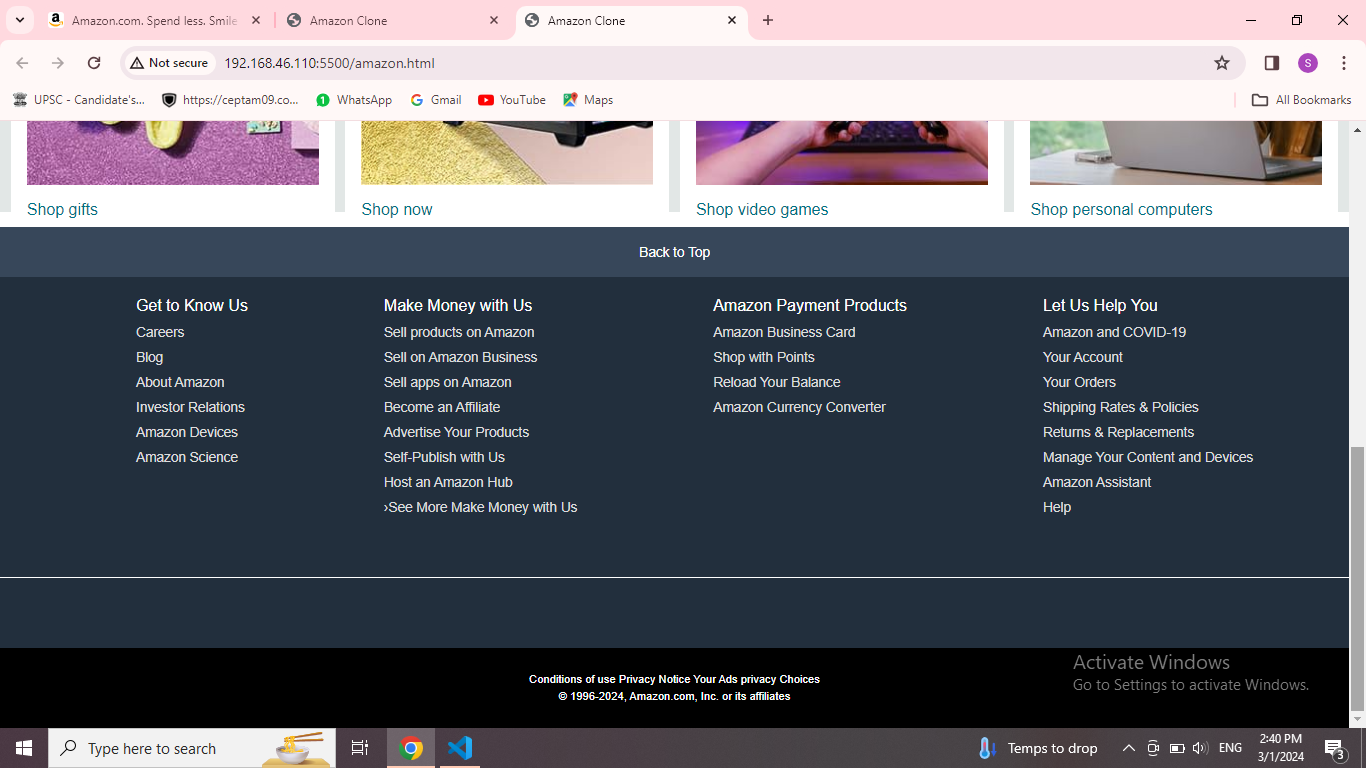 Amazon.com. Spend less. Smile
Amazon Clone
Amazon Clone
Not secure
192.168.46.110:5500/amazon.html
S
UPSC - Candidate's...
https://ceptam09.co...
WhatsApp
Gmail
YouTube
Maps
All Bookmarks
Shop gifts
Shop now
Shop video games
Shop personal computers
Back to Top
Get to Know Us
Careers
Blog
About Amazon
Investor Relations
Amazon Devices
Amazon Science
Make Money with Us
Sell products on Amazon
Sell on Amazon Business
Sell apps on Amazon
Become an Affiliate
Advertise Your Products
Self-Publish with Us
Host an Amazon Hub
›See More Make Money with Us
Amazon Payment Products
Amazon Business Card
Shop with Points
Reload Your Balance
Amazon Currency Converter
Let Us Help You
Amazon and COVID-19
Your Account
Your Orders
Shipping Rates & Policies
Returns & Replacements
Manage Your Content and Devices
Amazon Assistant
Help
Conditions of use Privacy Notice Your Ads privacy Choices
© 1996-2024, Amazon.com, Inc. or its affiliates
Activate Windows
Go to Settings to activate Windows.
Type here to search
Temps to drop
ENG
2:40 PM
3/1/2024
3